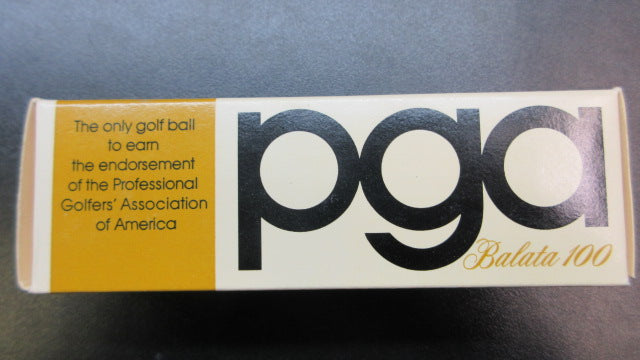 The only golf ball
to earn
the endorsement
of the Professional
Golfers' Association
of America
pga
Balata 100